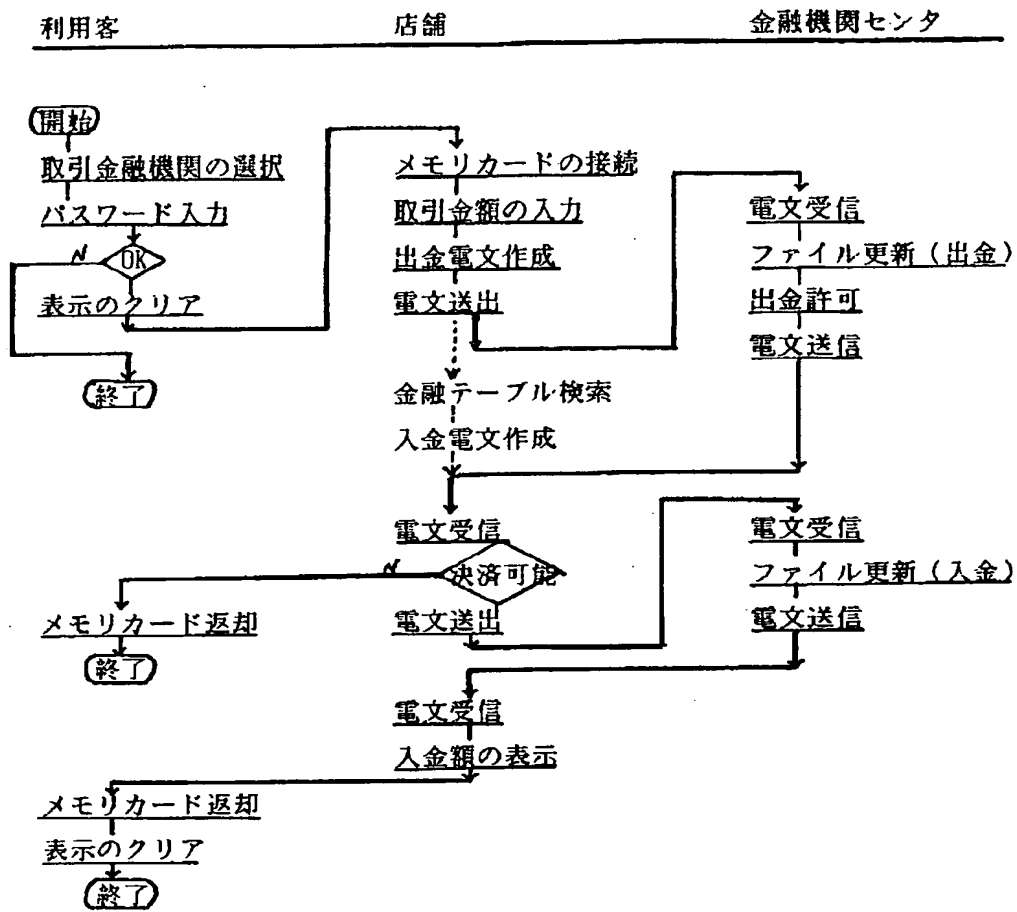 利用客 店舗 金融機関センタ
開始
取引金融機関の選択
パスワード入力
N OK
表示のクリア
終了
メモリカードの接続
取引金額の入力
出金電文作成
電文送出
電文受信
ファイル更新(出金)
出金許可
電文送信
金融テーブル検索
入金電文作成
電文受信
N 決済可能
電文送出
メモリカード返却
終了
電文受信
ファイル更新(入金)
電文送信
電文受信
入金額の表示
メモリカード返却
表示のクリア
終了